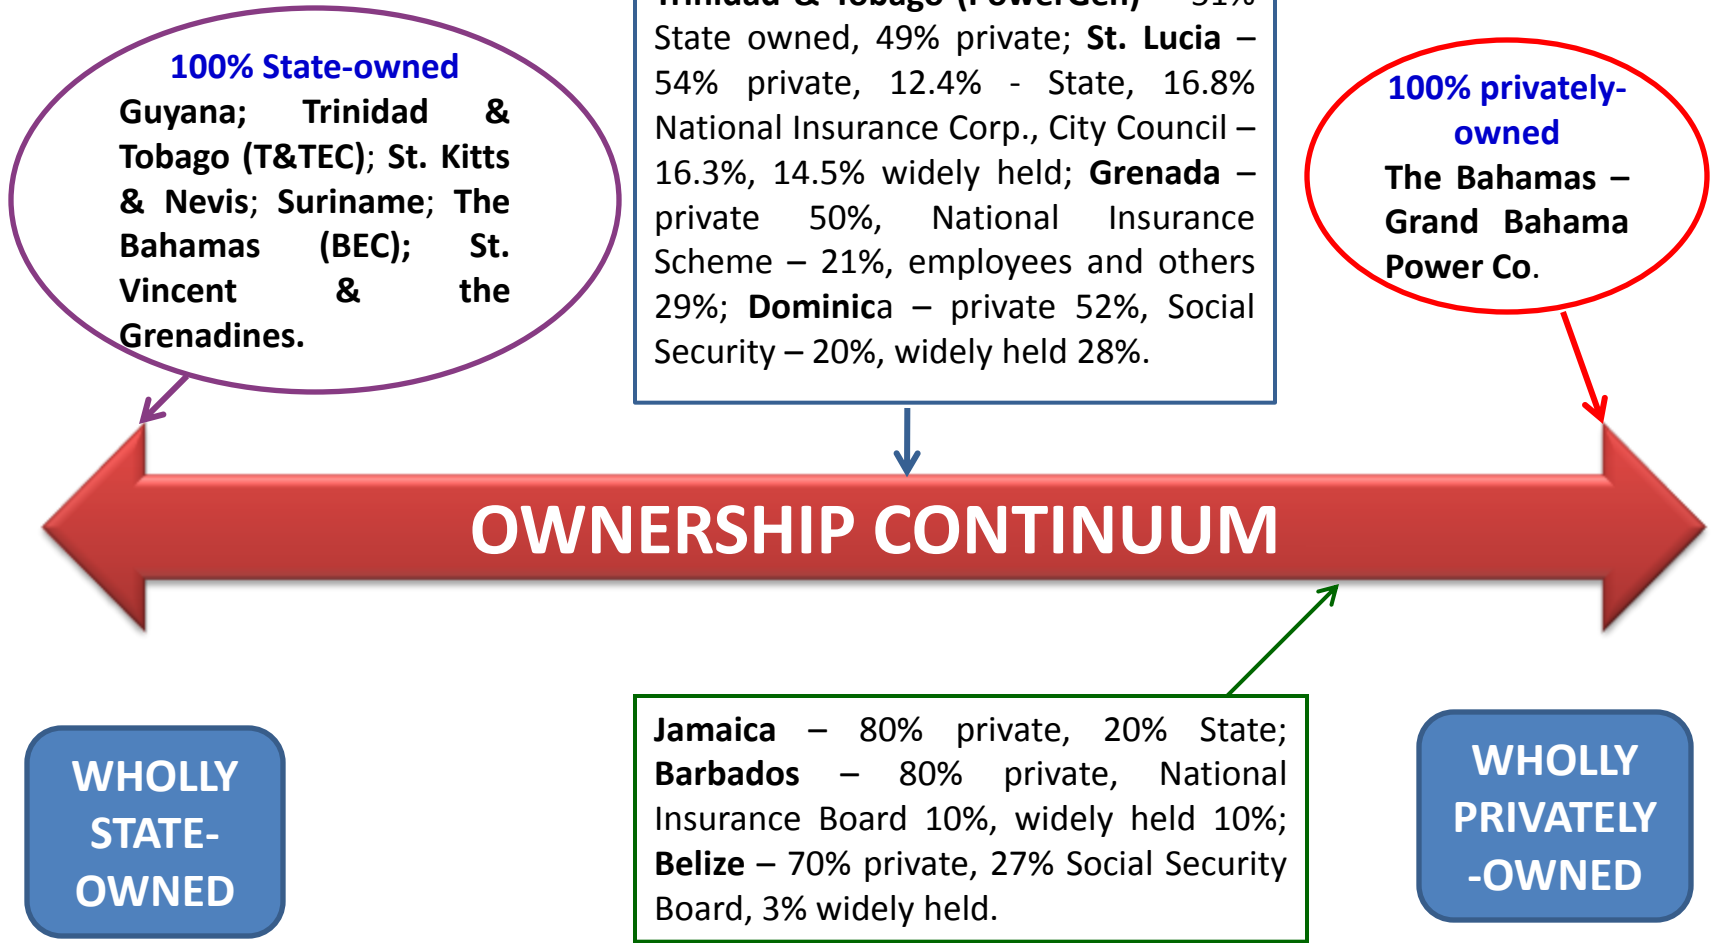 100% State-owned
Guyana; Trinidad &
Tobago (T&TEC); St. Kitts
& Nevis; Suriname; The
Bahamas (BEC); St.
Vincent & the
Grenadines.
Trinidad & Tobago (PowerGen) – 51%
State owned, 49% private; St. Lucia –
54% private, 12.4% - State, 16.8%
National Insurance Corp., City Council –
16.3%, 14.5% widely held; Grenada –
private 50%, National Insurance
Scheme – 21%, employees and others
29%; Dominica – private 52%, Social
Security – 20%, widely held 28%.
100% privately-
owned
The Bahamas –
Grand Bahama
Power Co.
OWNERSHIP CONTINUUM
WHOLLY
STATE-
OWNED
Jamaica – 80% private, 20% State;
Barbados – 80% private, National
Insurance Board 10%, widely held 10%;
Belize – 70% private, 27% Social Security
Board, 3% widely held.
WHOLLY
PRIVATELY
-OWNED